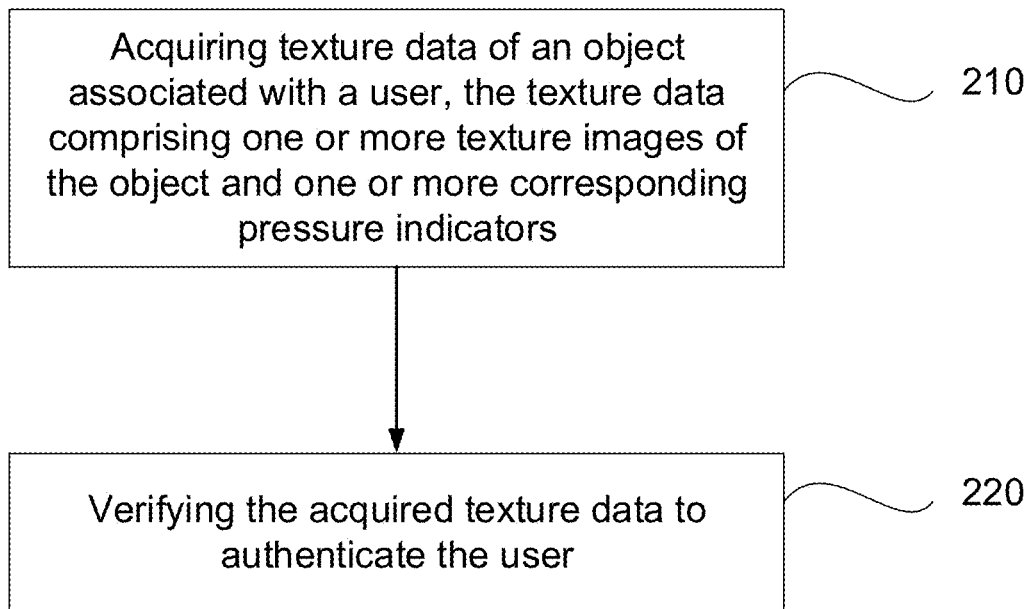 Acquiring texture data of an object
associated with a user, the texture data
comprising one or more texture images of
the object and one or more corresponding
pressure indicators
210
Verifying the acquired texture data to
authenticate the user
220